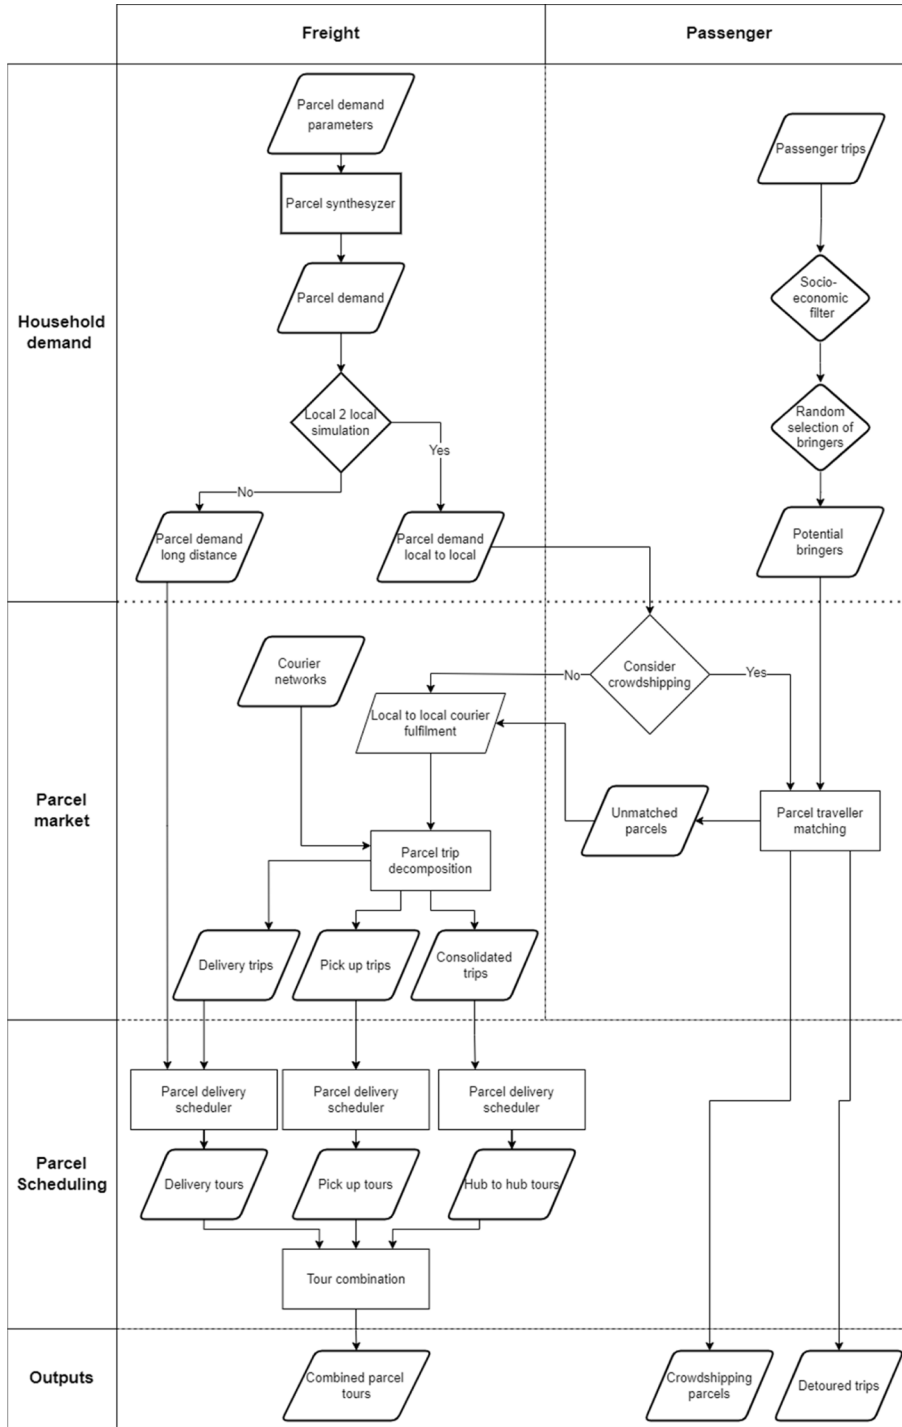 Freight
Passenger
Household
demand
Parcel demand
parameters
Passenger trips
Parcel synthesyzer
Parcel demand
Socio-
economic
filter
Local 2 local
simulation
Random
selection of
bringers
Yes
No
Parcel demand
long distance
Parcel demand
local to local
Potential
bringers
Parcel
market
Courier
networks
Consider
crowdshipping
No
Yes
Local to local courier
fulfilment
Unmatched
parcels
Parcel traveller
matching
Parcel trip
decomposition
Delivery trips
Pick up trips
Consolidated
trips
Parcel
Scheduling
Parcel delivery
scheduler
Parcel delivery
scheduler
Parcel delivery
scheduler
Delivery tours
Pick up tours
Hub to hub tours
Tour combination
Outputs
Combined parcel
tours
Crowdshipping
parcels
Detoured trips